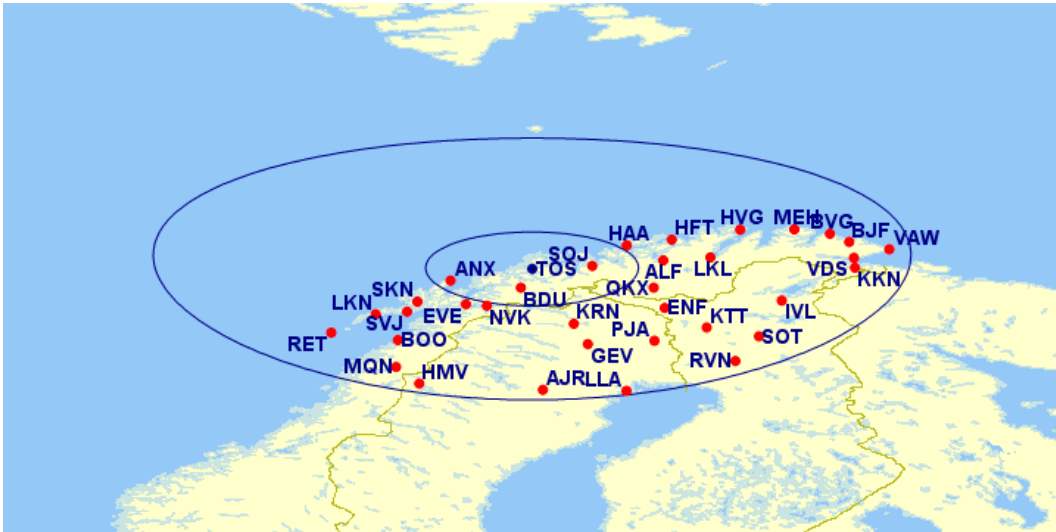 HVG
MEH
BVG
HAA
HFT
BJF
VAW
SOJ
TOS
ALF
LKL
VDS
KKN
ANX
QKX
SKN
BDU
LKN
EVE
NVK
ENF
IVL
SVJ
KRN
KTT
RET
BOO
PJA
SOT
GEV
RVN
MQN
HMV
AJR
LLA